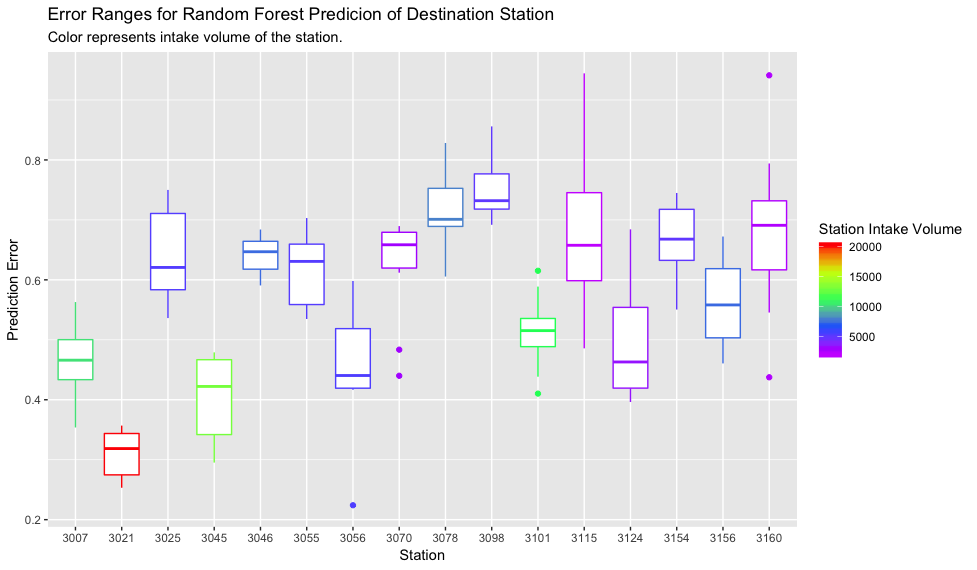 Error Ranges for Random Forest Predicion of Destination Station
Color represents intake volume of the station.
Prediction Error
0.8
0.6
0.4
0.2
3007 3021 3025 3045 3046 3055 3056 3070 3078 3098 3101 3115 3124 3154 3156 3160
Station
Station Intake Volume
20000
15000
10000
5000